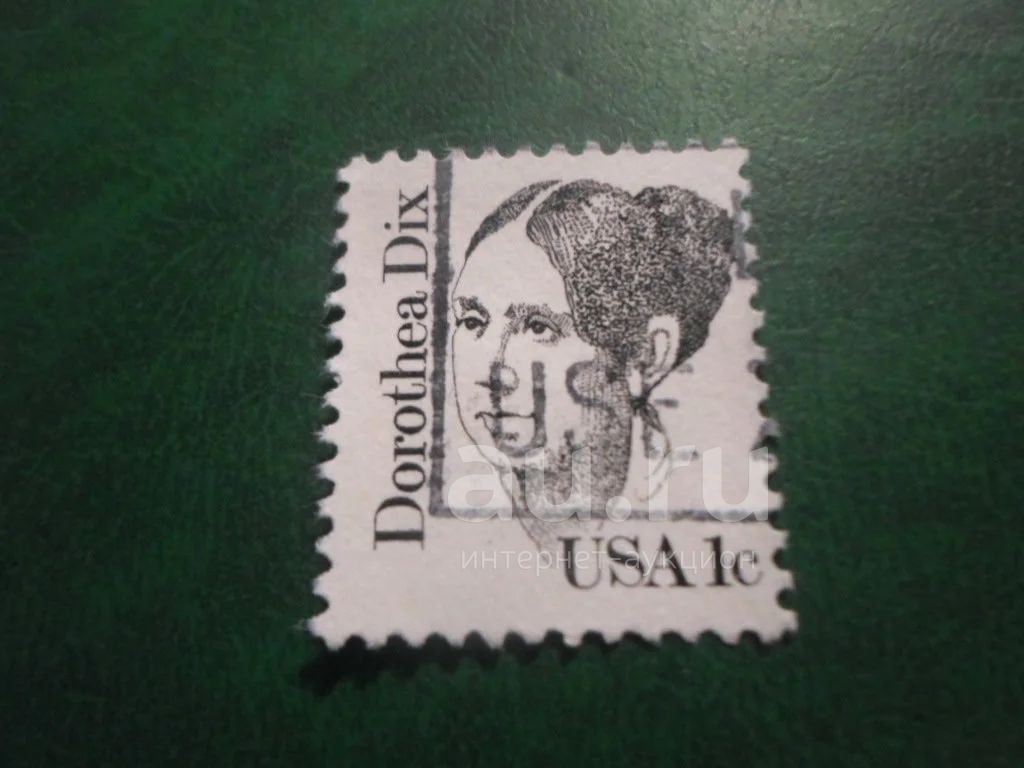 Dorothea Dix
USA 1c
au.ru
интернет-аукцион